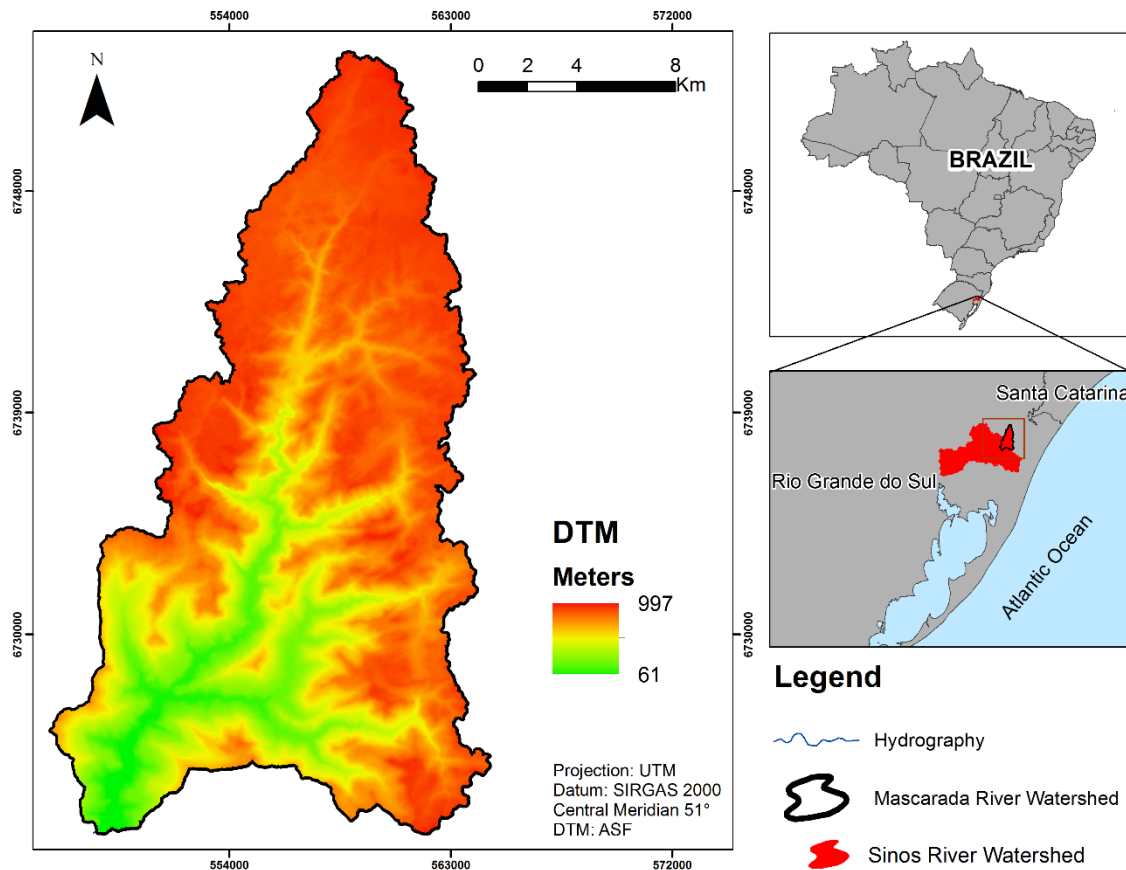 554000 563000 572000
N
0 2 4 8
Km
6748000
6748000
6739000
6739000
6730000
6730000
DTM
Meters
997
61
Projection: UTM
Datum: SIRGAS 2000
Central Meridian 51°
DTM: ASF
554000 563000 572000
BRAZIL
Santa Catarina
Rio Grande do Sul
Atlantic Ocean
Legend
Hydrography
Mascarada River Watershed
Sinos River Watershed